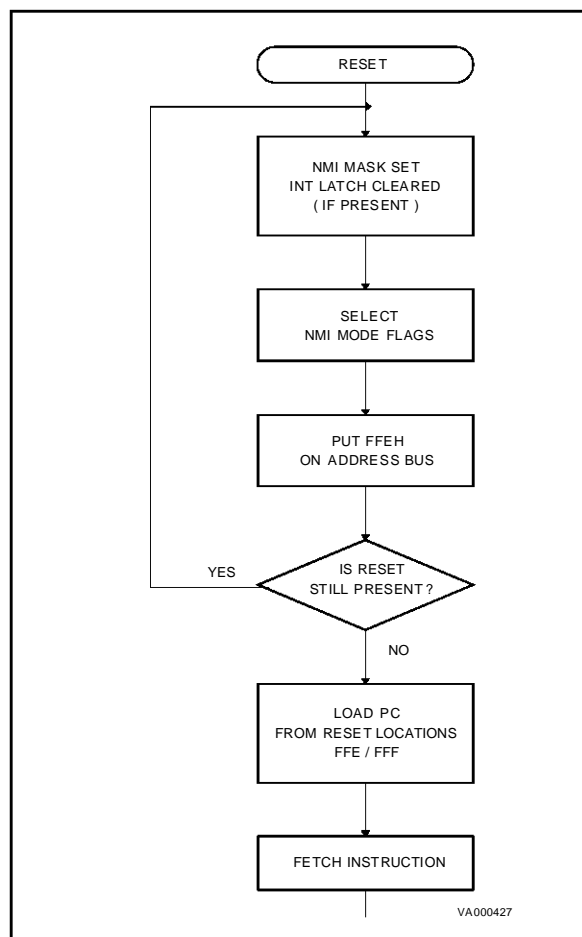 RESET
NMI MASK SET
INT LATCH CLEARED
( IF PRESENT )
SELECT
NMI MODE FLAGS
PUT FFEH
ON ADDRESS BUS
IS RESET
STILL PRESENT ?
YES
NO
LOAD PC
FROM RESET LOCATIONS
FFE / FFF
FETCH INSTRUCTION
VA000427